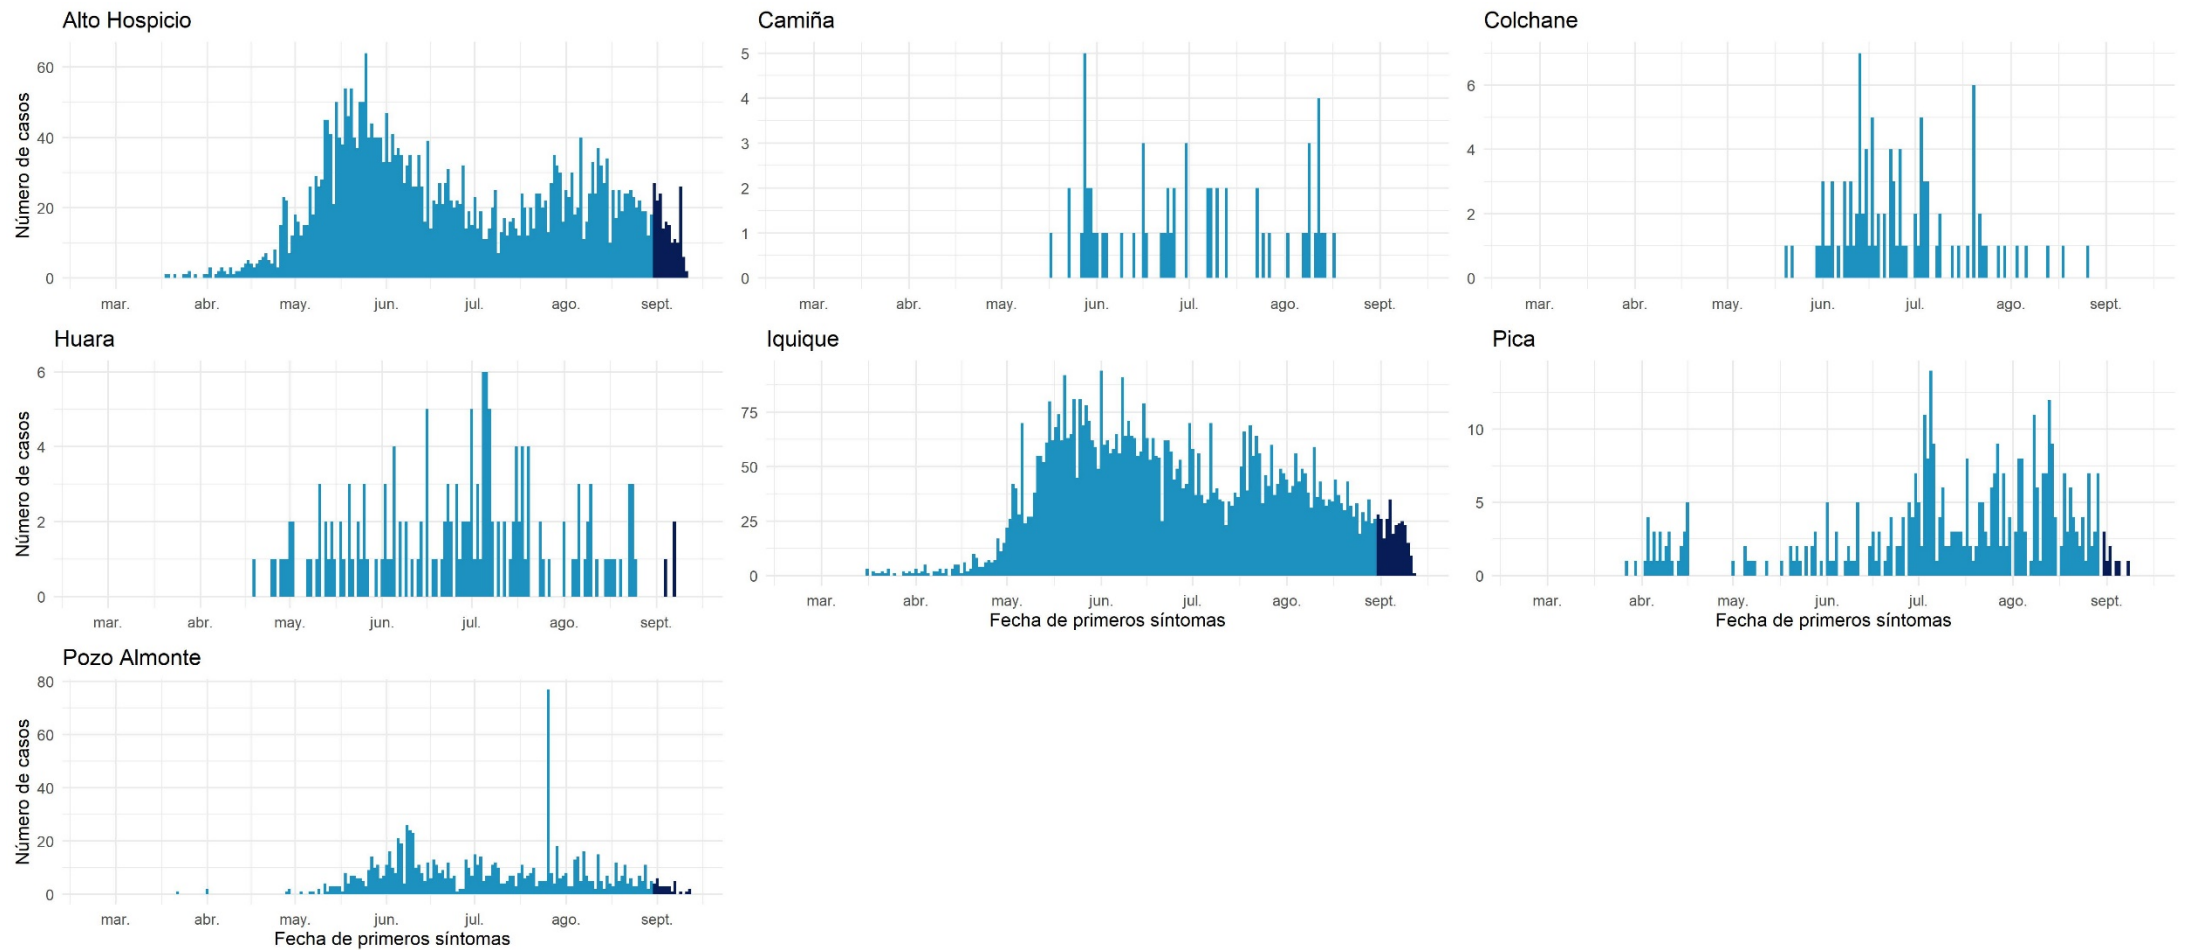 Alto Hospicio
Camiña
Colchane
Número de casos
60
40
20
0
mar. abr. may. jun. jul. ago. sept.
5
4
3
2
1
0
mar. abr. may. jun. jul. ago. sept.
6
4
2
0
mar. abr. may. jun. jul. ago. sept.
Huara
Iquique
Pica
Número de casos
6
4
2
0
mar. abr. may. jun. jul. ago. sept.
75
50
25
0
mar. abr. may. jun. jul. ago. sept.
Fecha de primeros síntomas
10
5
0
mar. abr. may. jun. jul. ago. sept.
Fecha de primeros síntomas
Pozo Almonte
Número de casos
80
60
40
20
0
mar. abr. may. jun. jul. ago. sept.
Fecha de primeros síntomas